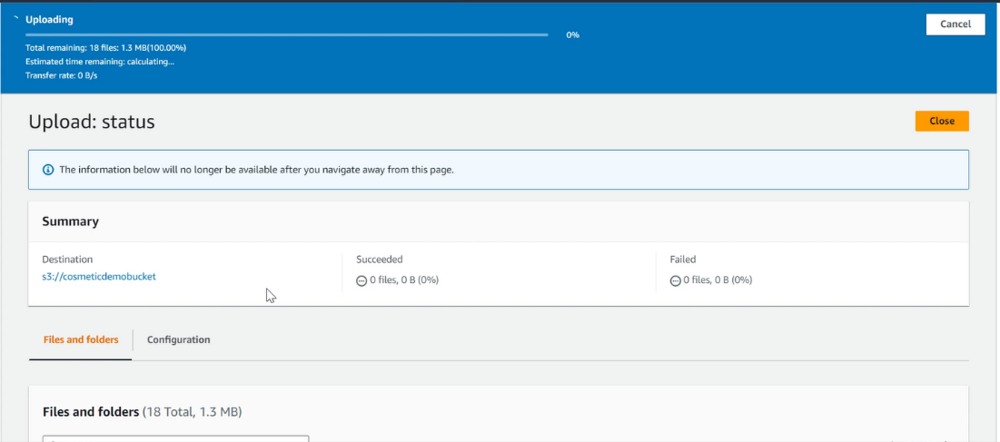 Uploading
Cancel
0%
Total remaining: 18 files: 1.3 MB(100.00%)
Estimated time remaining: calculating...
Transfer rate: 0 B/s
Upload: status
Close
The information below will no longer be available after you navigate away from this page.
Summary
Destination
s3://cosmeticdemobucket
Succeeded
0 files, 0 B (0%)
Failed
0 files, 0 B (0%)
Files and folders
Configuration
Files and folders (18 Total, 1.3 MB)